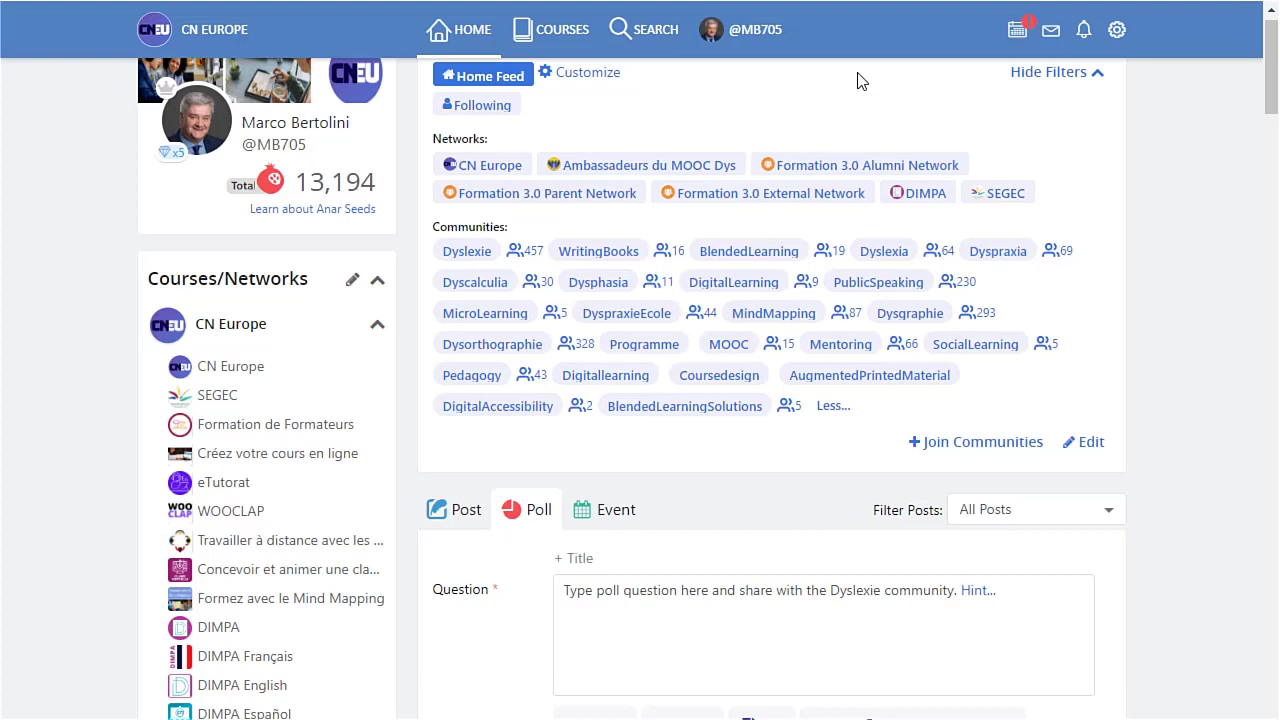 CN EUROPE HOME COURSES SEARCH @MB705 1
CNEU
Marco Bertolini
@MB705
x5
Total 13,194
Learn about Anar Seeds
Courses/Networks
CN Europe
CN Europe
SEGEC
Formation de Formateurs
Créez votre cours en ligne
eTutorat
WOOCLAP
Travailler à distance avec les ...
Concevoir et animer une cla...
Formez avec le Mind Mapping
DIMPA
DIMPA Français
DIMPA English
DIMPA Español
Home Feed Customize Hide Filters
Following
Networks:
CN Europe Ambassadeurs du MOOC Dys Formation 3.0 Alumni Network
Formation 3.0 Parent Network Formation 3.0 External Network DIMPA SEGEC
Communities:
Dyslexie 457 WritingBooks 16 BlendedLearning 19 Dyslexia 64 Dyspraxia 69
Dyscalculia 30 Dysphasia 11 DigitalLearning 9 PublicSpeaking 230
MicroLearning 5 DyspraxieEcole 44 MindMapping 87 Dysgraphie 293
Dysorthographie 328 Programme MOOC 15 Mentoring 66 SocialLearning 5
Pedagogy 43 Digitallearning Coursedesign AugmentedPrintedMaterial
DigitalAccessibility 2 BlendedLearningSolutions 5 Less...
+ Join Communities Edit
Post Poll Event Filter Posts: All Posts
+ Title
Question * Type poll question here and share with the Dyslexie community. Hint...